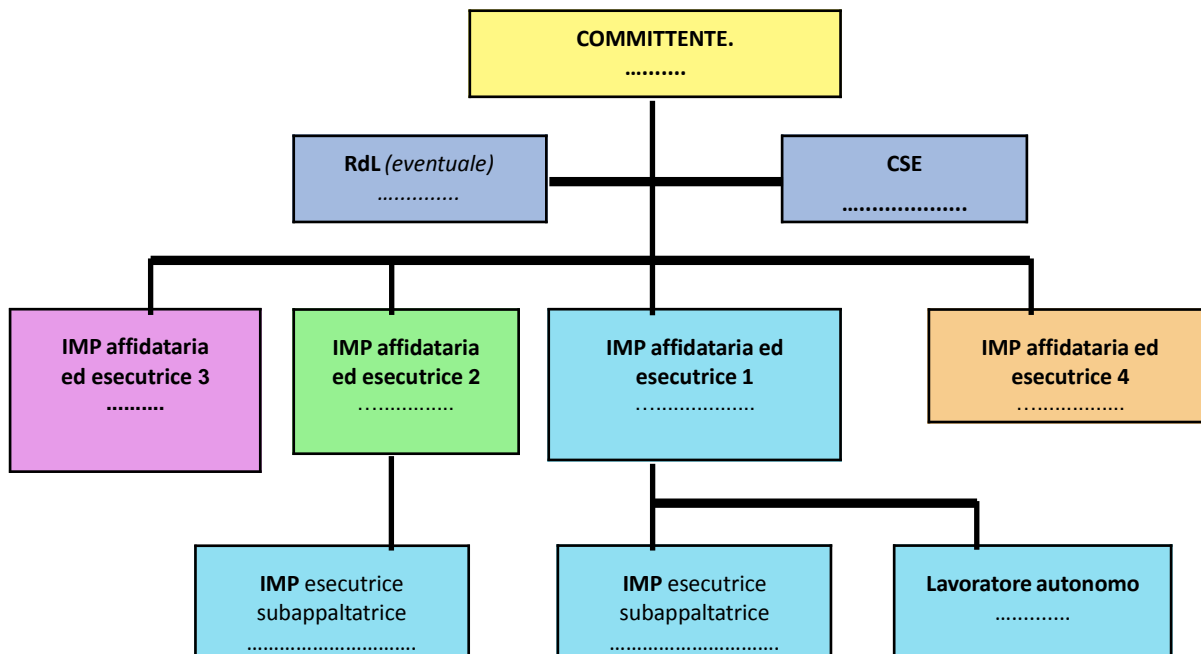 COMMITTENTE.
….......
RdL (eventuale)
….........
CSE
…..................
IMP affidataria
ed esecutrice 3
..........
IMP affidataria
ed esecutrice 2
…............
IMP affidataria ed
esecutrice 1
…...............
IMP affidataria ed
esecutrice 4
…...............
IMP esecutrice
subappaltatrice
……………………….
IMP esecutrice
subappaltatrice
……………………….
Lavoratore autonomo
…..........